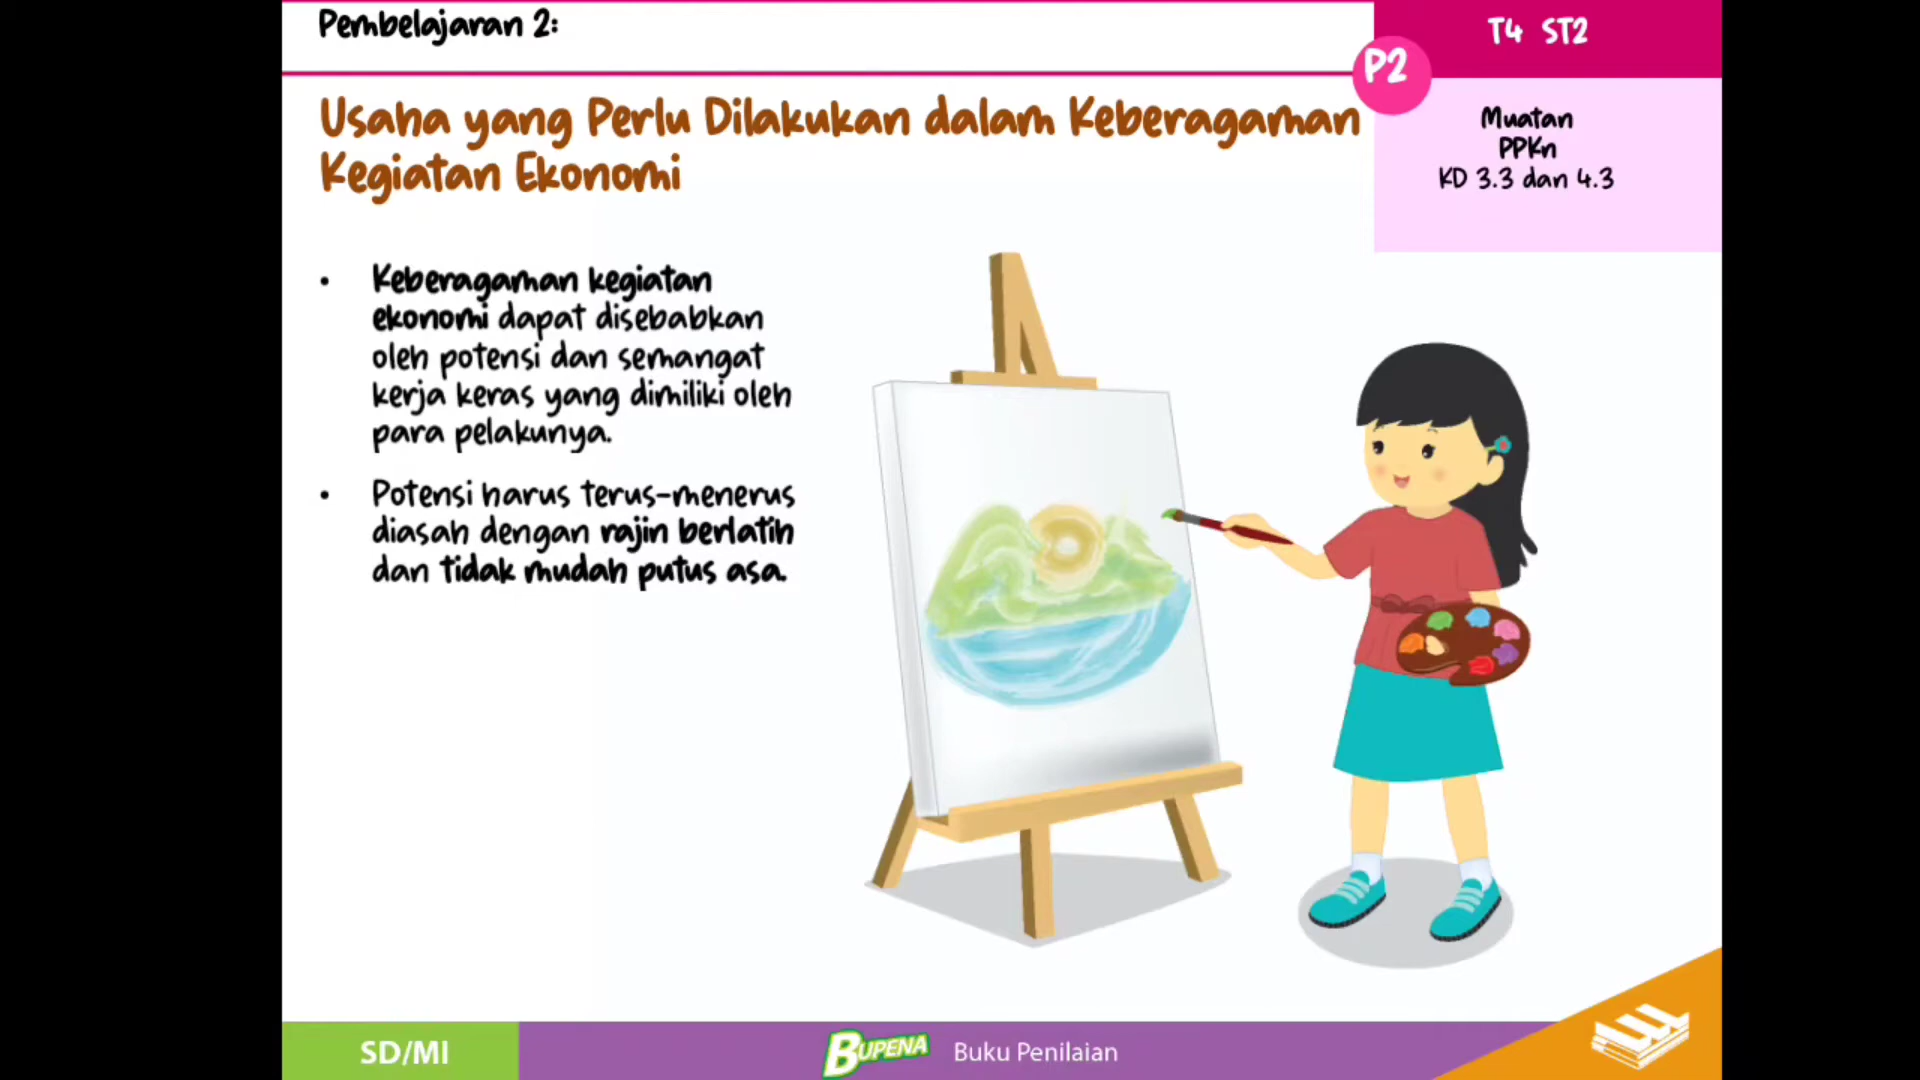 Pembelajaran 2:
T4 ST2
P2
Usaha yang Perlu Dilakukan dalam Keberagaman
Kegiatan Ekonomi
Muatan
PPKn
KD 3.3 dan 4.3
• Keberagaman kegiatan
ekonomi dapat disebabkan
oleh potensi dan semangat
kerja keras yang dimiliki oleh
para pelakunya.
• Potensi harus terus-menerus
diasah dengan rajin berlatih
dan tidak mudah putus asa.
SD/MI
BUPENA
Buku Penilaian